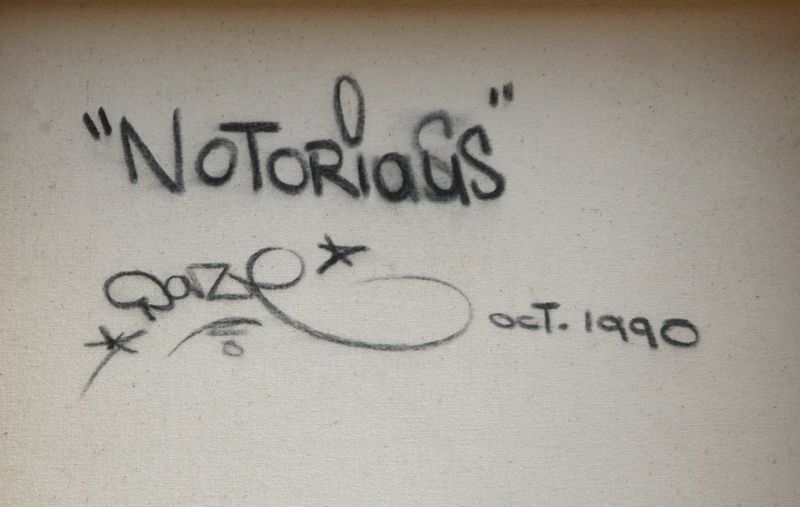 "NOTORiaUS"
DaZe
OCT. 1990